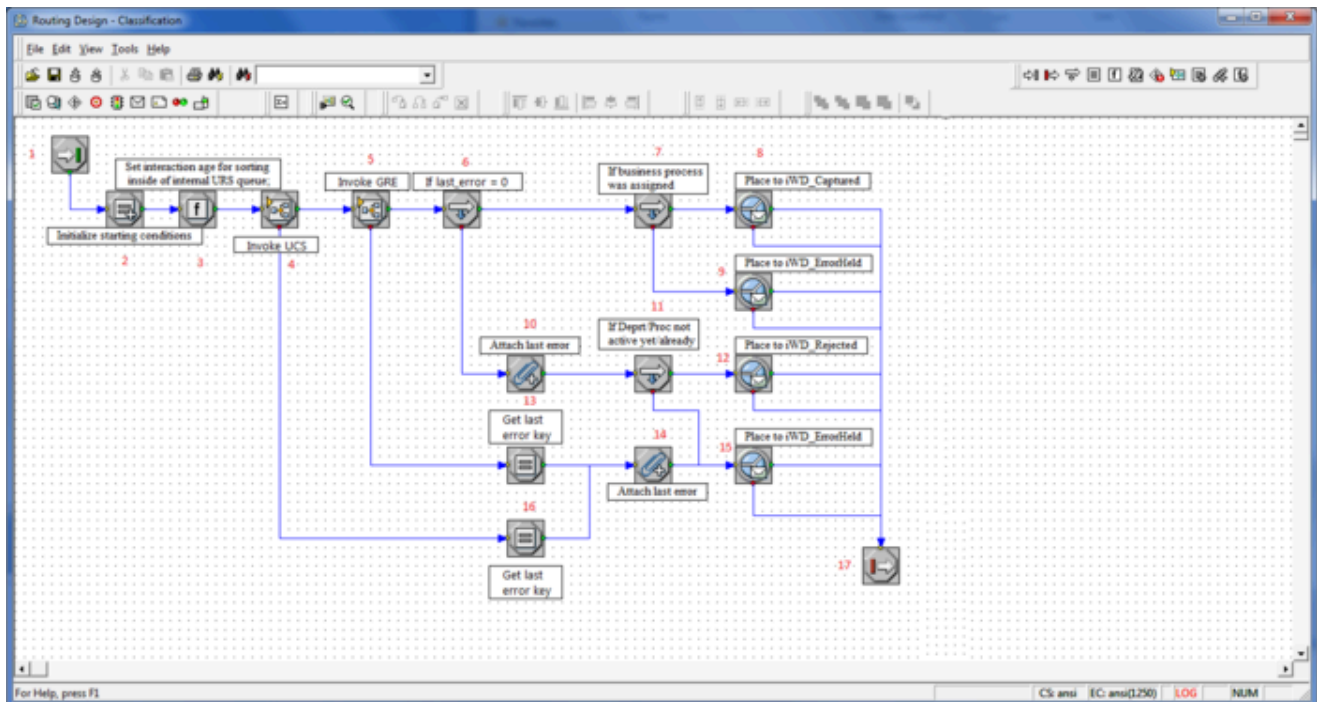 Routing Design - Classification
File Edit View Tools Help
1
Set interaction age for sorting
inside of internal URS queue;
5
Invoke GRE
6
If last_error = 0
7
If business process
was assigned
8
Place to iWD_Captured
Initialize starting conditions
2
3
Invoke UCS
4
Place to iWD_ErrorHeld
9
10
Attach last error
11
If Deprt/Proc not
active yet/already
Place to iWD_Rejected
12
13
Get last
error key
14
Attach last error
Place to iWD_ErrorHeld
15
16
Get last
error key
17
For Help, press F1
CS: ansi
EC: ansi(1250)
LOG
NUM